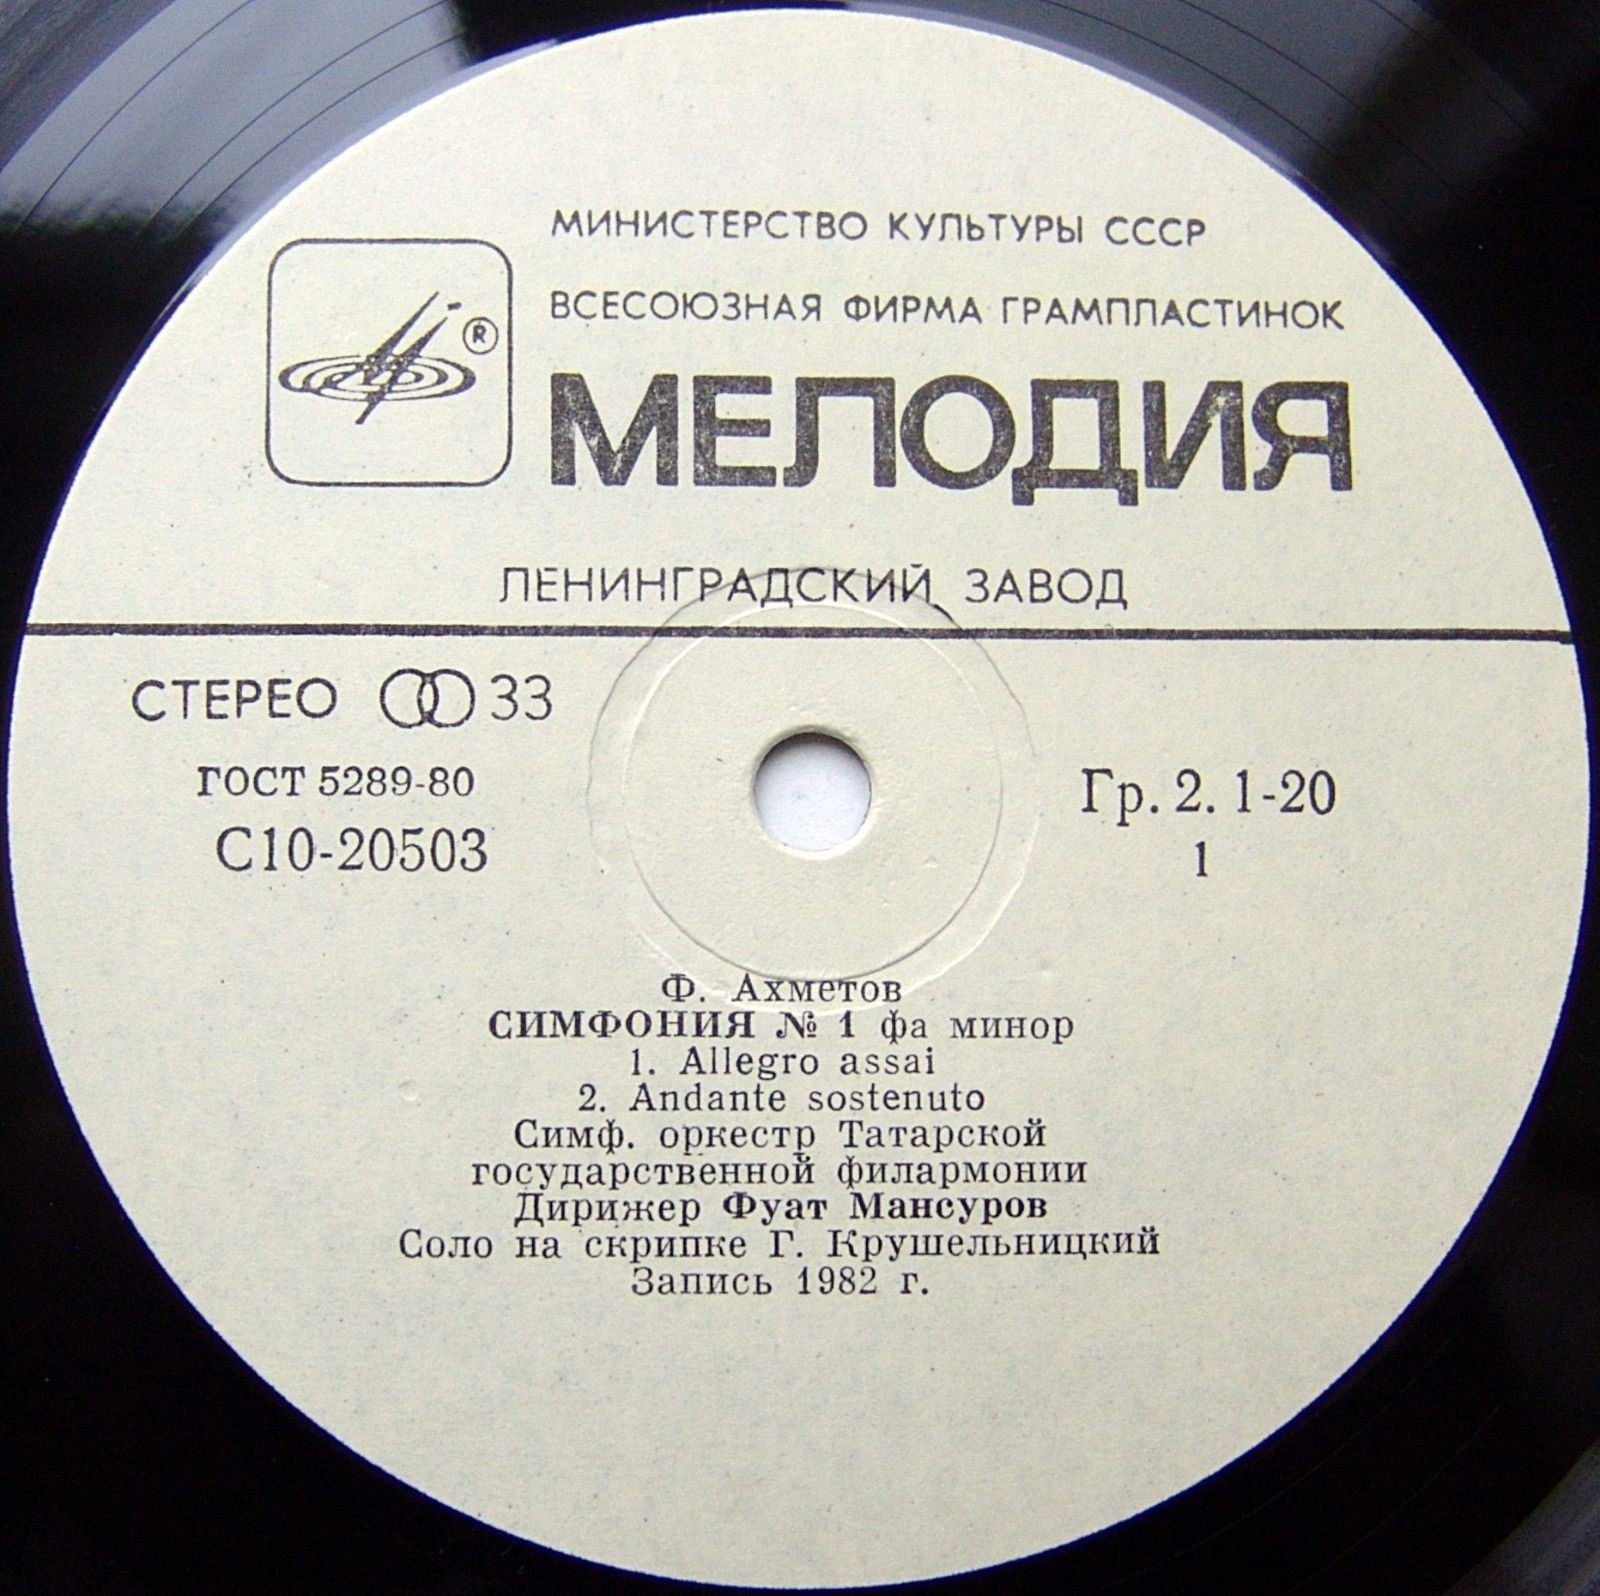 МИНИСТЕРСТВО КУЛЬТУРЫ СССР
ВСЕСОЮЗНАЯ ФИРМА ГРАМПЛАСТИНОК
®
МЕЛОДИЯ
ЛЕНИНГРАДСКИЙ ЗАВОД
СТЕРЕО 33
ГОСТ 5289-80
С10-20503
Гр. 2. 1-20
1
Ф. Ахметов
СИМФОНИЯ № 1 фа минор
1. Allegro assai
2. Andante sostenuto
Симф. оркестр Татарской
государственной филармонии
Дирижер Фуат Мансуров
Соло на скрипке Г. Крушельницкий
Запись 1982 г.